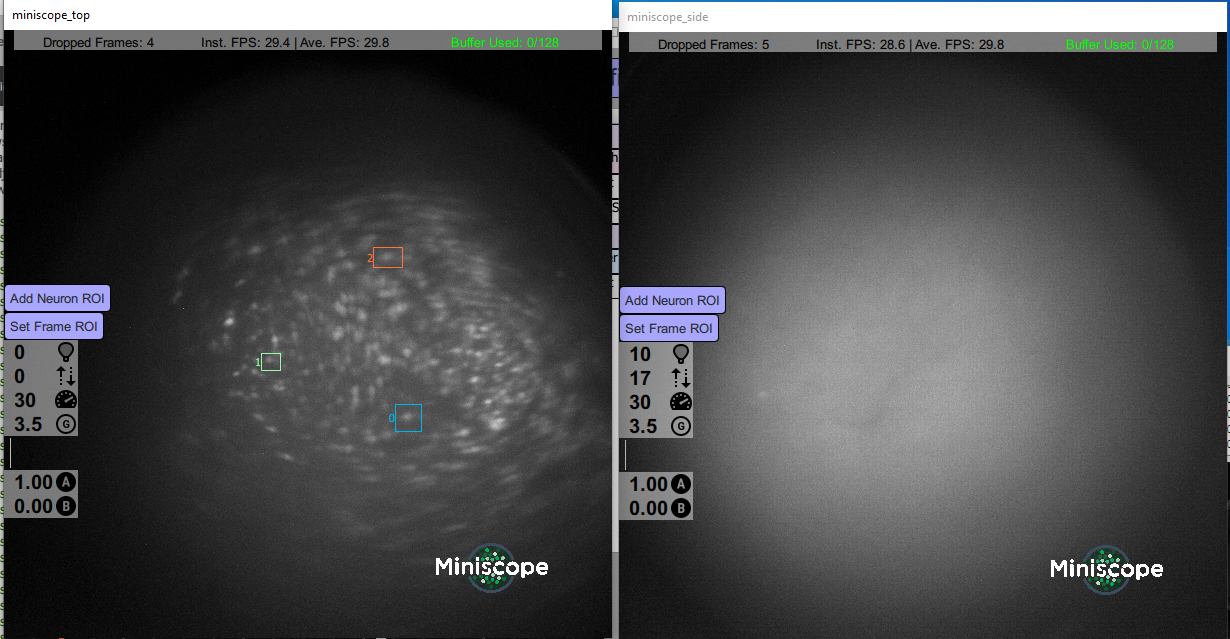 miniscope_top
Dropped Frames: 4 Inst. FPS: 29.4 | Ave. FPS: 29.8 Buffer Used: 0/128
2
Add Neuron ROI
Set Frame ROI
0
1
0
30
3.5 G
0
1.00 A
0.00 B
Miniscope
miniscope_side
Dropped Frames: 5 Inst. FPS: 28.6 | Ave. FPS: 29.8 Buffer Used: 0/128
Add Neuron ROI
Set Frame ROI
10
17
30
3.5 G
1.00 A
0.00 B
Miniscope